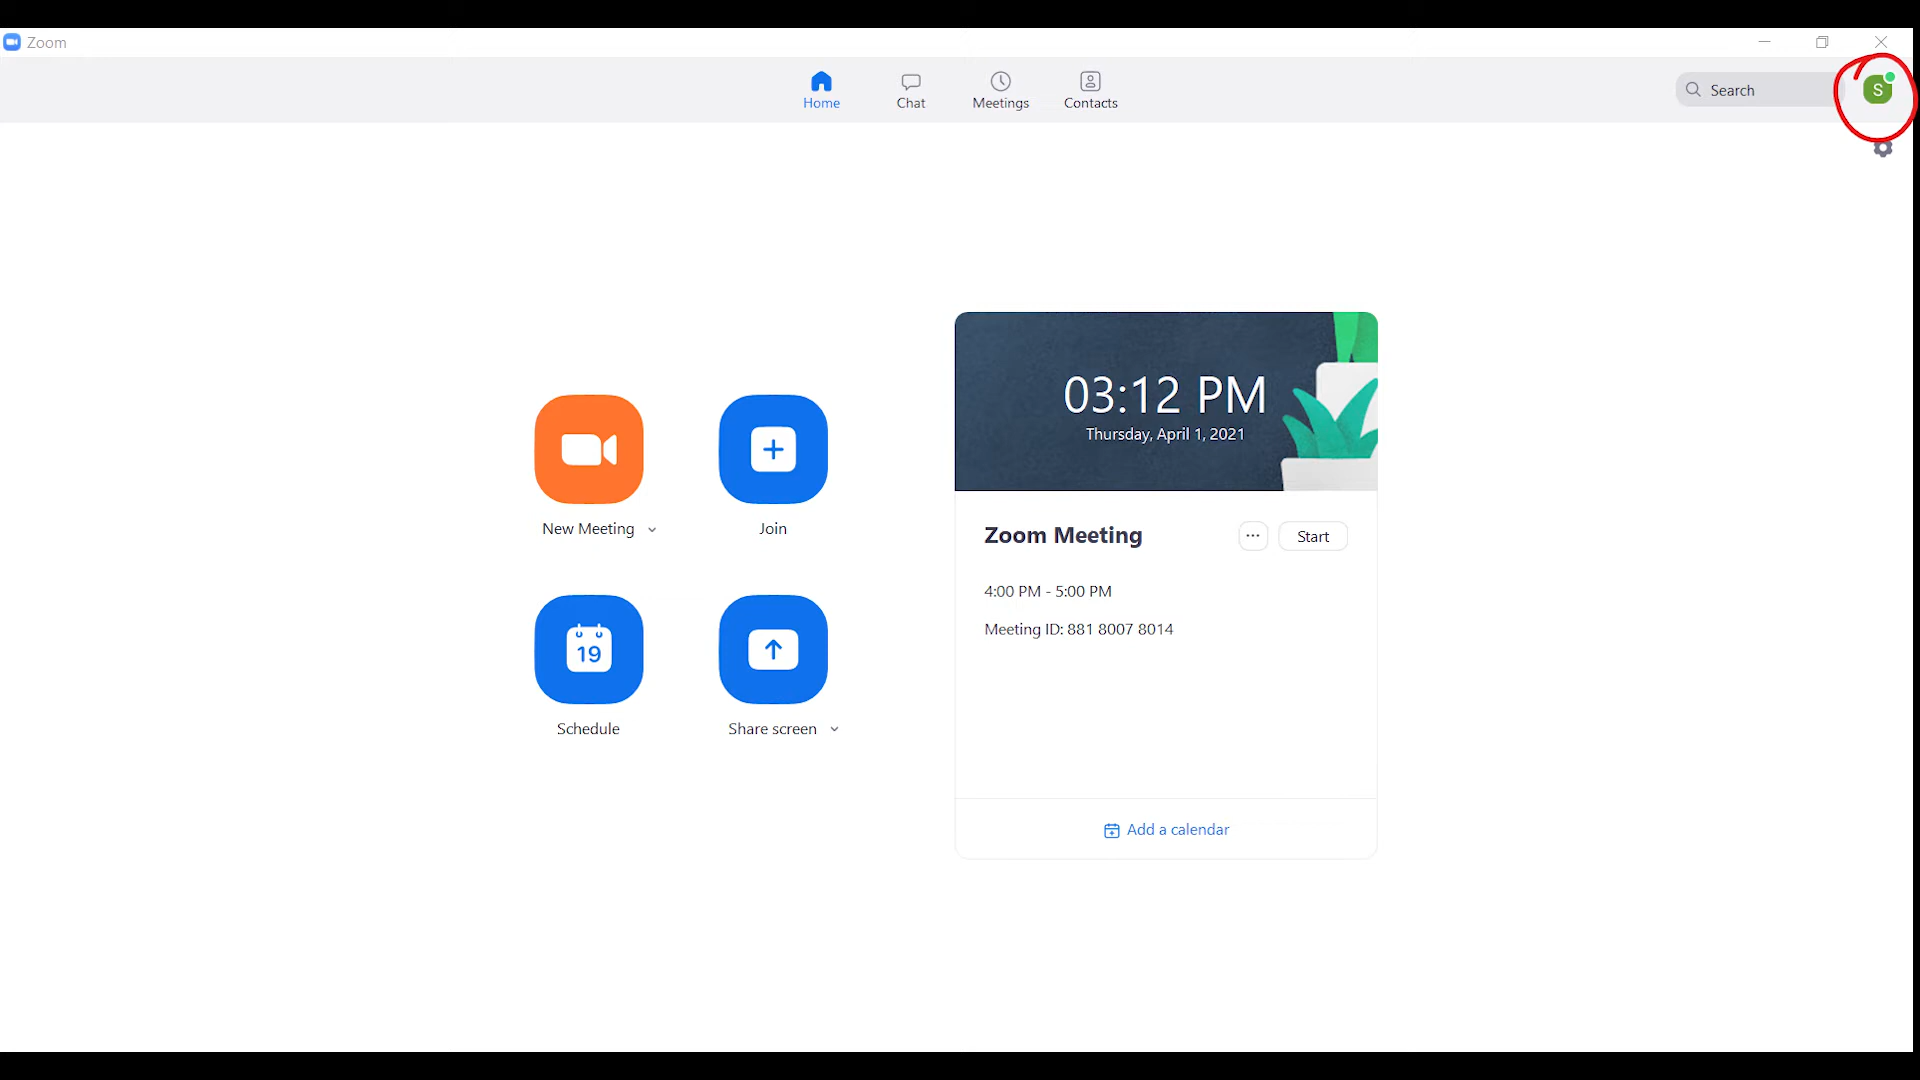 Zoom
Home
Chat
Meetings
Contacts
Search
S
03:12 PM
Thursday, April 1, 2021
New Meeting
Join
Zoom Meeting
...
Start
4:00 PM - 5:00 PM
Meeting ID: 881 8007 8014
19
Schedule
Share screen
Add a calendar